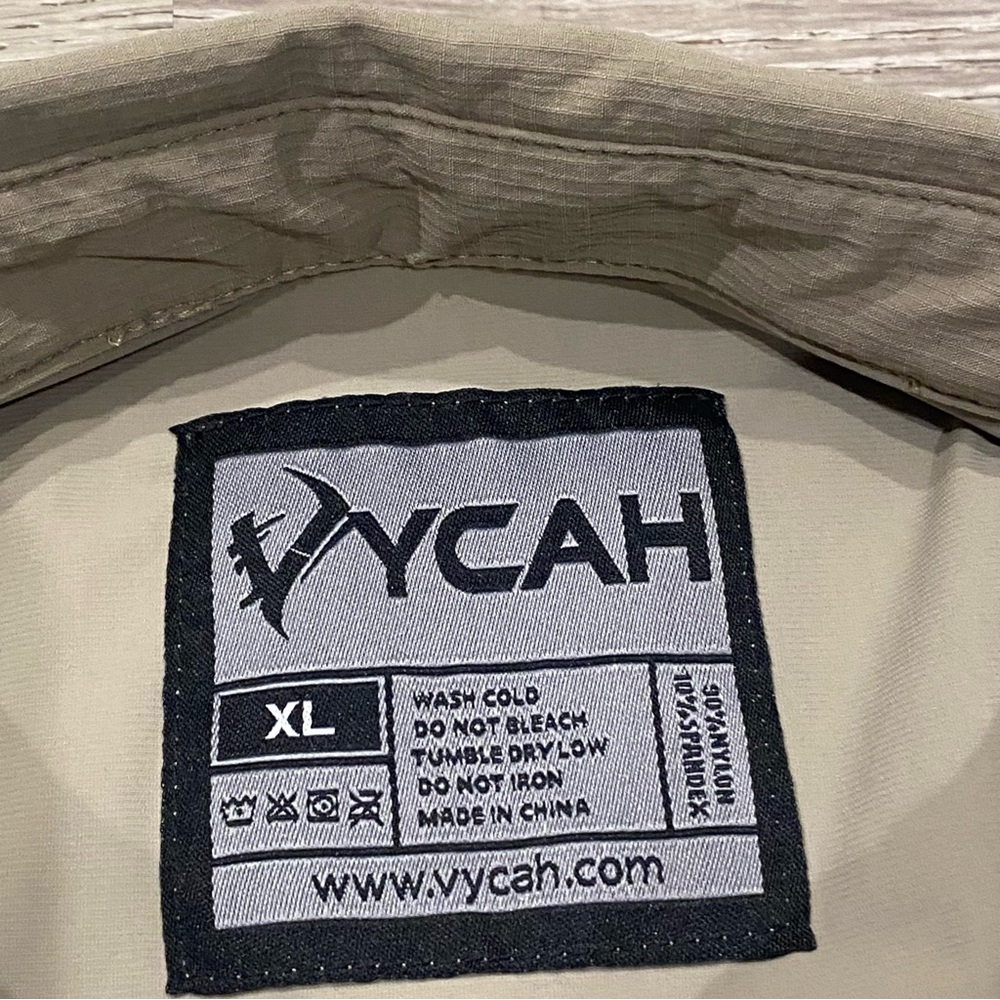 VYCAH
XL
WASH COLD
DO NOT BLEACH
TUMBLE DRY LOW
DO NOT IRON
MADE IN CHINA
90%NYLON
10%SPANDEX
www.vycah.com